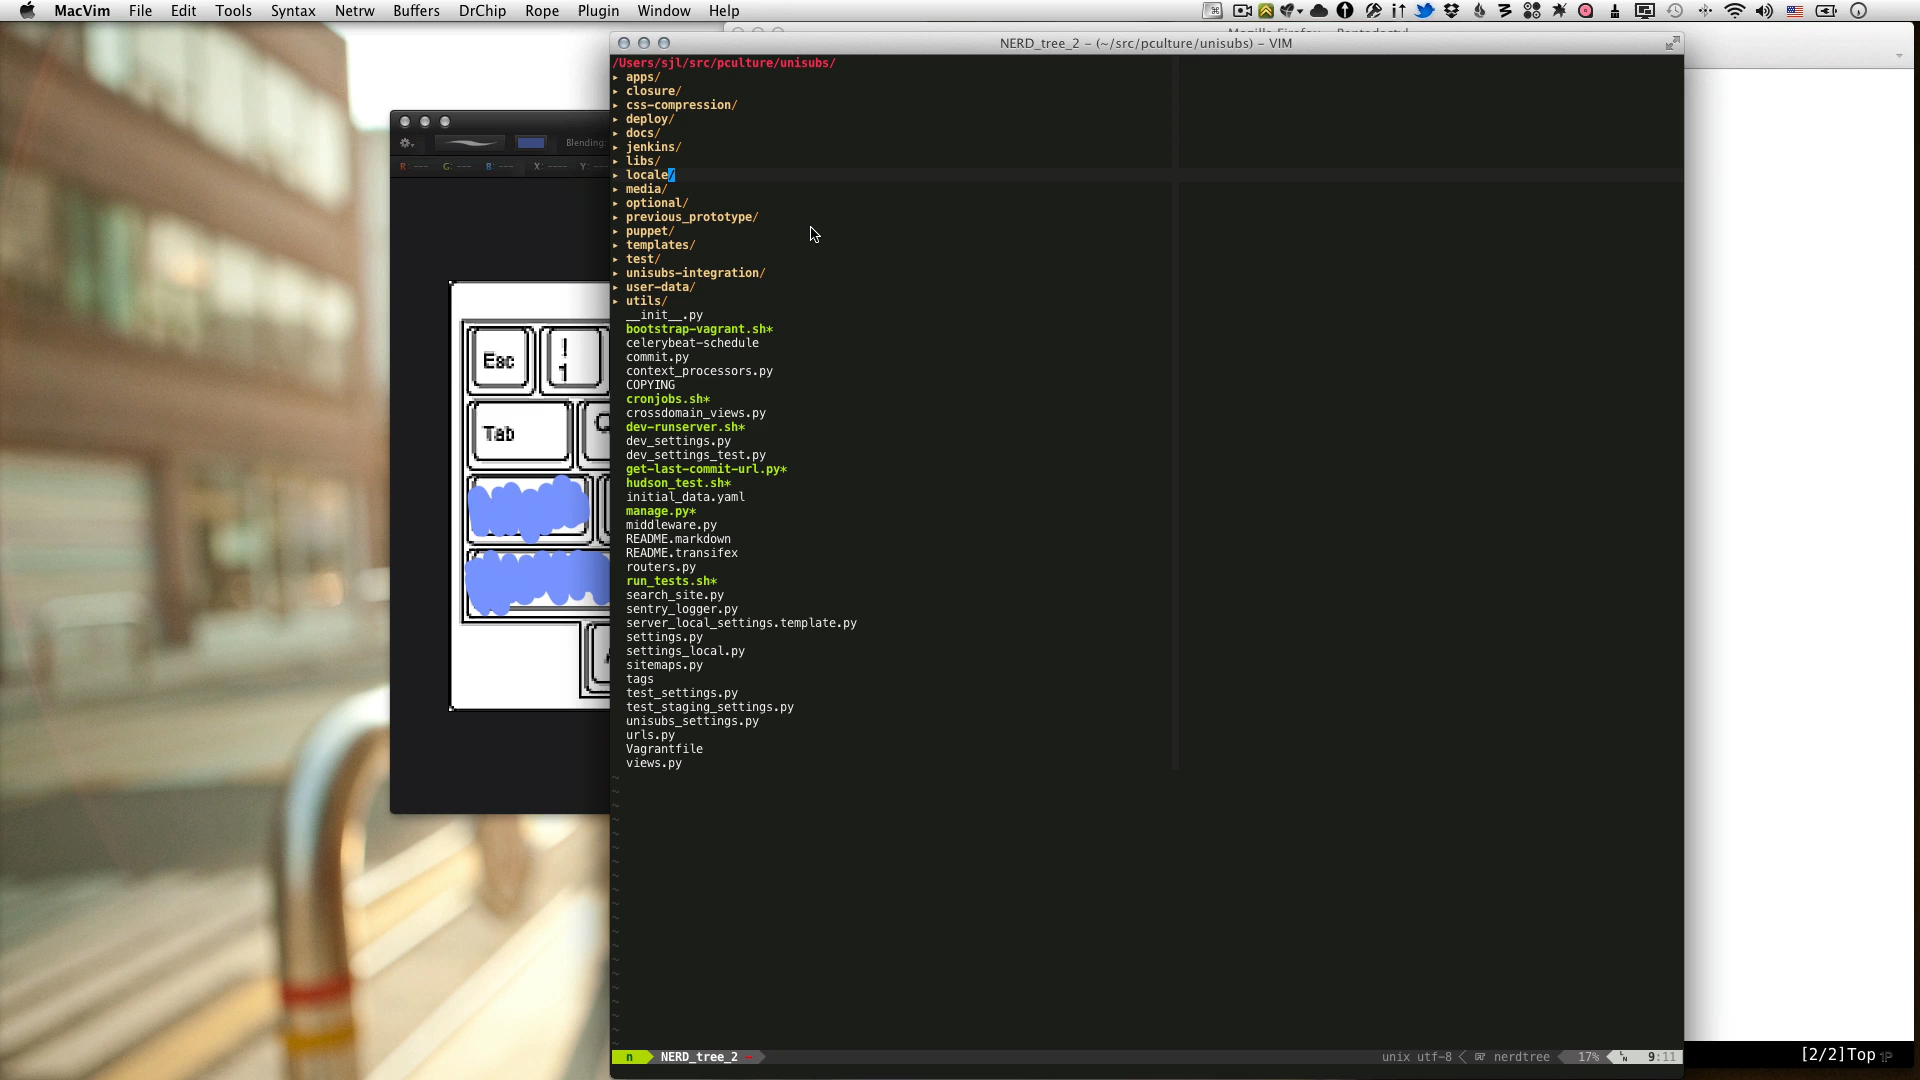 MacVim File Edit Tools Syntax Netrw Buffers DrChip Rope Plugin Window Help
NERD_tree_2 – (~/src/pculture/unisubs) – VIM
/Users/sjl/src/pculture/unisubs/
▸ apps/
▸ closure/
▸ css-compression/
▸ deploy/
▸ docs/
▸ jenkins/
▸ libs/
▸ locale/
▸ media/
▸ optional/
▸ previous_prototype/
▸ puppet/
▸ templates/
▸ test/
▸ unisubs-integration/
▸ user-data/
▸ utils/
__init__.py
bootstrap-vagrant.sh*
celerybeat-schedule
commit.py
context_processors.py
COPYING
cronjobs.sh*
crossdomain_views.py
dev-runserver.sh*
dev_settings.py
dev_settings_test.py
get-last-commit-url.py*
hudson_test.sh*
initial_data.yaml
manage.py*
middleware.py
README.markdown
README.transifex
routers.py
run_tests.sh*
search_site.py
sentry_logger.py
server_local_settings.template.py
settings.py
settings_local.py
sitemaps.py
tags
test_settings.py
test_staging_settings.py
unisubs_settings.py
urls.py
Vagrantfile
views.py
n NERD_tree_2 –
unix utf-8 nerdtree 17% 9:11
[2/2]Top
Blending:
R: --- G: --- B: --- X: ---- Y: ---
Esc ! 1
Tab